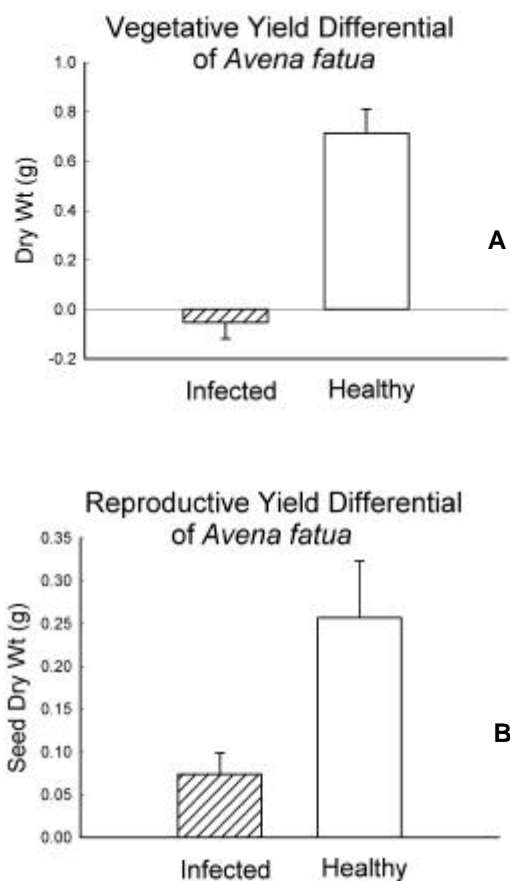 Vegetative Yield Differential
of Avena fatua
1.0
0.8
0.6
0.4
0.2
0.0
-0.2
Dry Wt (g)
A
Infected
Healthy
Reproductive Yield Differential
of Avena fatua
0.35
0.30
0.25
0.20
0.15
0.10
0.05
0.00
Seed Dry Wt (g)
B
Infected
Healthy